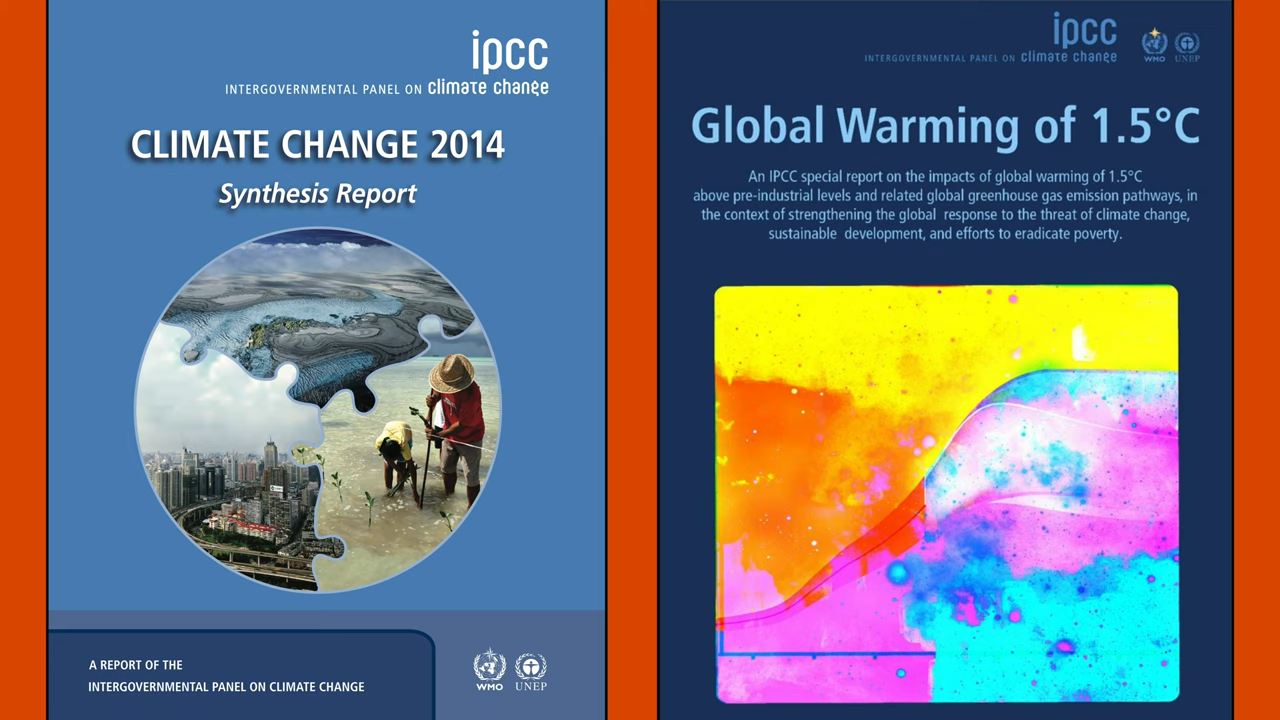 ipcc
INTERGOVERNMENTAL PANEL ON climate change
CLIMATE CHANGE 2014
Synthesis Report
A REPORT OF THE
INTERGOVERNMENTAL PANEL ON CLIMATE CHANGE
WMO UNEP
ipcc
INTERGOVERNMENTAL PANEL ON climate change
WMO UNEP
Global Warming of 1.5°C
An IPCC special report on the impacts of global warming of 1.5°C
above pre-industrial levels and related global greenhouse gas emission pathways, in
the context of strengthening the global response to the threat of climate change,
sustainable development, and efforts to eradicate poverty.